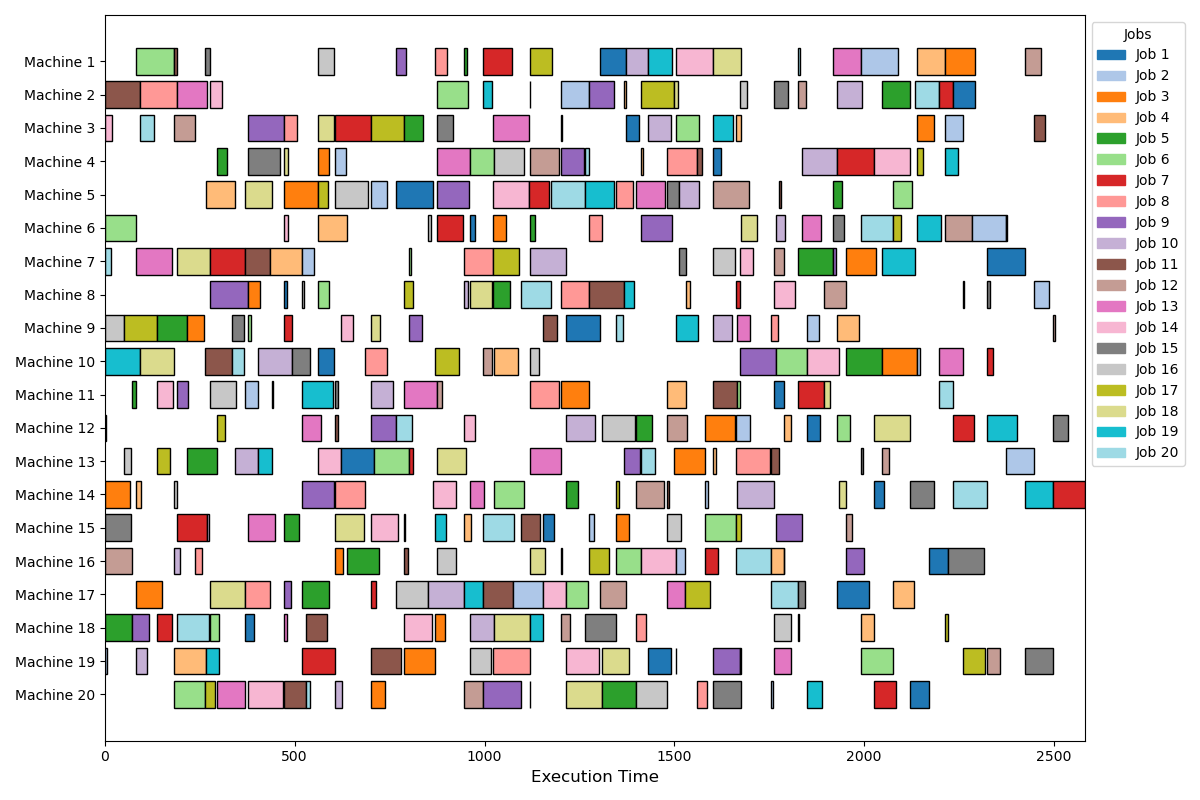 Machine 1
Machine 2
Machine 3
Machine 4
Machine 5
Machine 6
Machine 7
Machine 8
Machine 9
Machine 10
Machine 11
Machine 12
Machine 13
Machine 14
Machine 15
Machine 16
Machine 17
Machine 18
Machine 19
Machine 20
0 500 1000 1500 2000 2500
Execution Time
Jobs
Job 1
Job 2
Job 3
Job 4
Job 5
Job 6
Job 7
Job 8
Job 9
Job 10
Job 11
Job 12
Job 13
Job 14
Job 15
Job 16
Job 17
Job 18
Job 19
Job 20